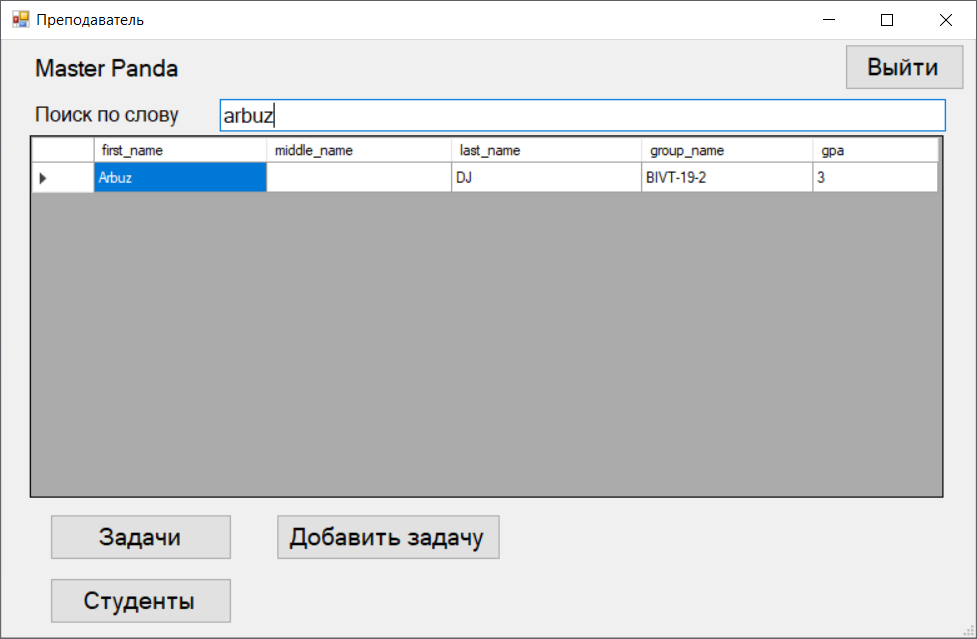 Преподаватель
Master Panda
Выйти
Поиск по слову
arbuz
first_name middle_name last_name group_name gpa
Arbuz DJ BIVT-19-2 3
Задачи
Добавить задачу
Студенты